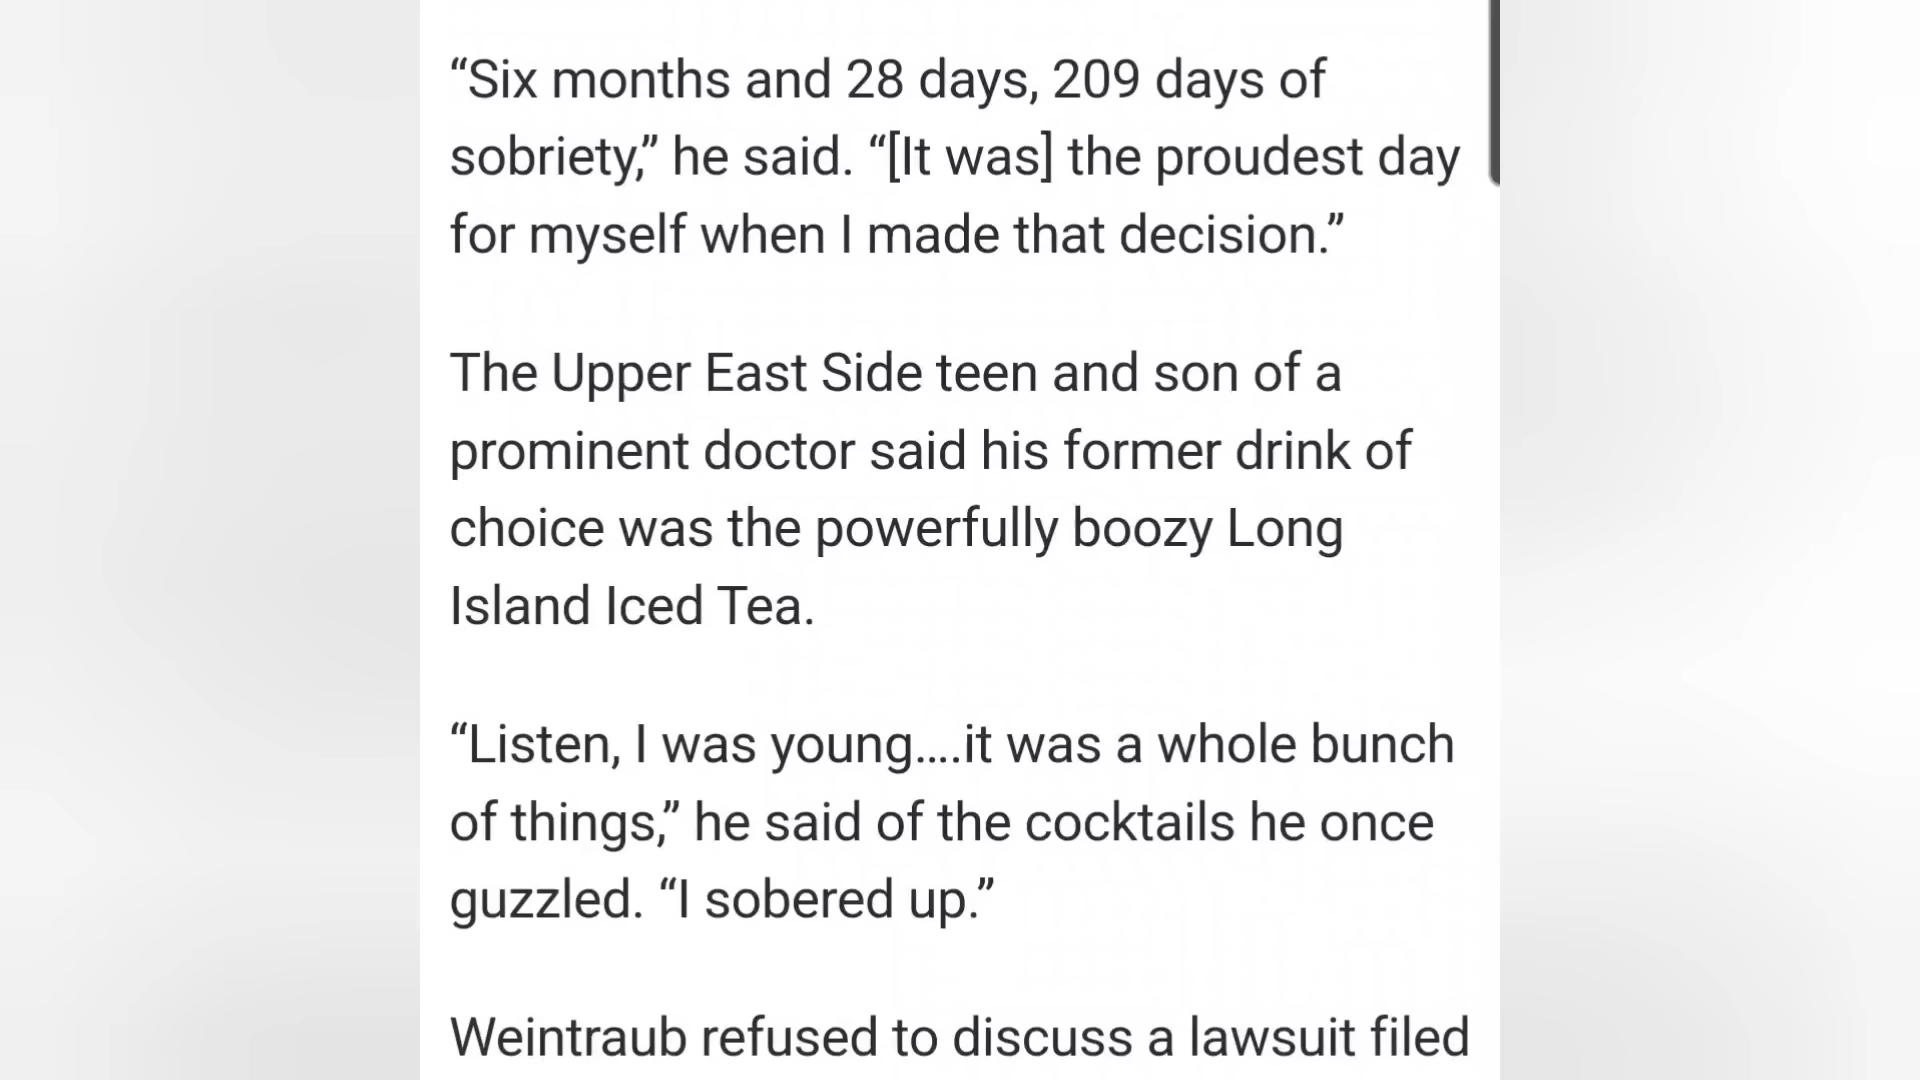 “Six months and 28 days, 209 days of
sobriety,” he said. “[It was] the proudest day
for myself when I made that decision.”
The Upper East Side teen and son of a
prominent doctor said his former drink of
choice was the powerfully boozy Long
Island Iced Tea.
“Listen, I was young….it was a whole bunch
of things,” he said of the cocktails he once
guzzled. “I sobered up.”
Weintraub refused to discuss a lawsuit filed